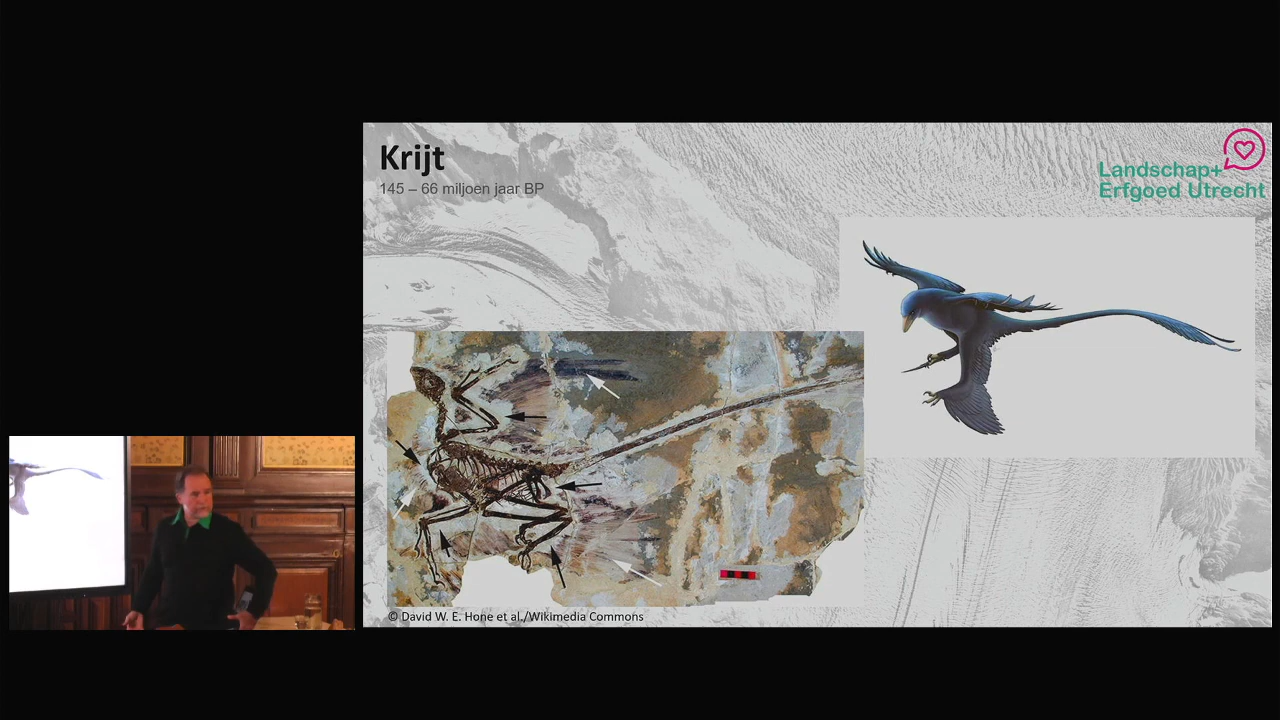 Krijt
145 – 66 miljoen jaar BP
Landschap+
Erfgoed Utrecht
© David W. E. Hone et al./Wikimedia Commons